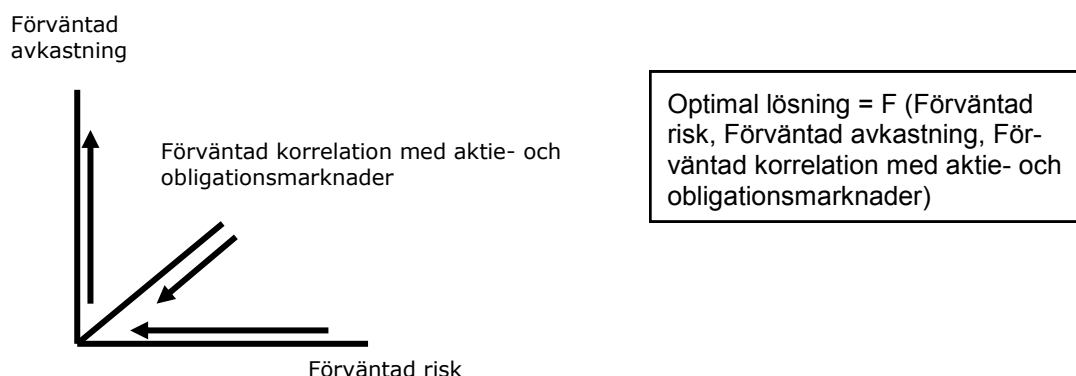 Förväntad
avkastning
Förväntad korrelation med aktie- och
obligationsmarknader
Förväntad risk
Optimal lösning = F (Förväntad
risk, Förväntad avkastning, För-
väntad korrelation med aktie- och
obligationsmarknader)